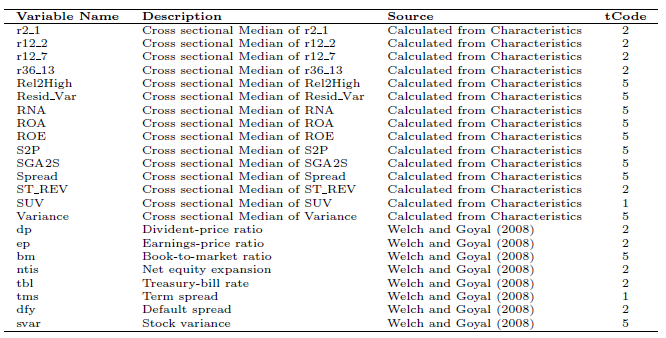 Variable Name Description Source tCode
r2_1 Cross sectional Median of r2_1 Calculated from Characteristics 2
r12_2 Cross sectional Median of r12_2 Calculated from Characteristics 2
r12_7 Cross sectional Median of r12_7 Calculated from Characteristics 2
r36_13 Cross sectional Median of r36_13 Calculated from Characteristics 2
Rel2High Cross sectional Median of Rel2High Calculated from Characteristics 5
Resid_Var Cross sectional Median of Resid_Var Calculated from Characteristics 5
RNA Cross sectional Median of RNA Calculated from Characteristics 5
ROA Cross sectional Median of ROA Calculated from Characteristics 5
ROE Cross sectional Median of ROE Calculated from Characteristics 5
S2P Cross sectional Median of S2P Calculated from Characteristics 5
SGA2S Cross sectional Median of SGA2S Calculated from Characteristics 5
Spread Cross sectional Median of Spread Calculated from Characteristics 5
ST_REV Cross sectional Median of ST_REV Calculated from Characteristics 2
SUV Cross sectional Median of SUV Calculated from Characteristics 1
Variance Cross sectional Median of Variance Calculated from Characteristics 5
dp Divident-price ratio Welch and Goyal (2008) 2
ep Earnings-price ratio Welch and Goyal (2008) 2
bm Book-to-market ratio Welch and Goyal (2008) 5
ntis Net equity expansion Welch and Goyal (2008) 2
tbl Treasury-bill rate Welch and Goyal (2008) 2
tms Term spread Welch and Goyal (2008) 1
dfy Default spread Welch and Goyal (2008) 2
svar Stock variance Welch and Goyal (2008) 5